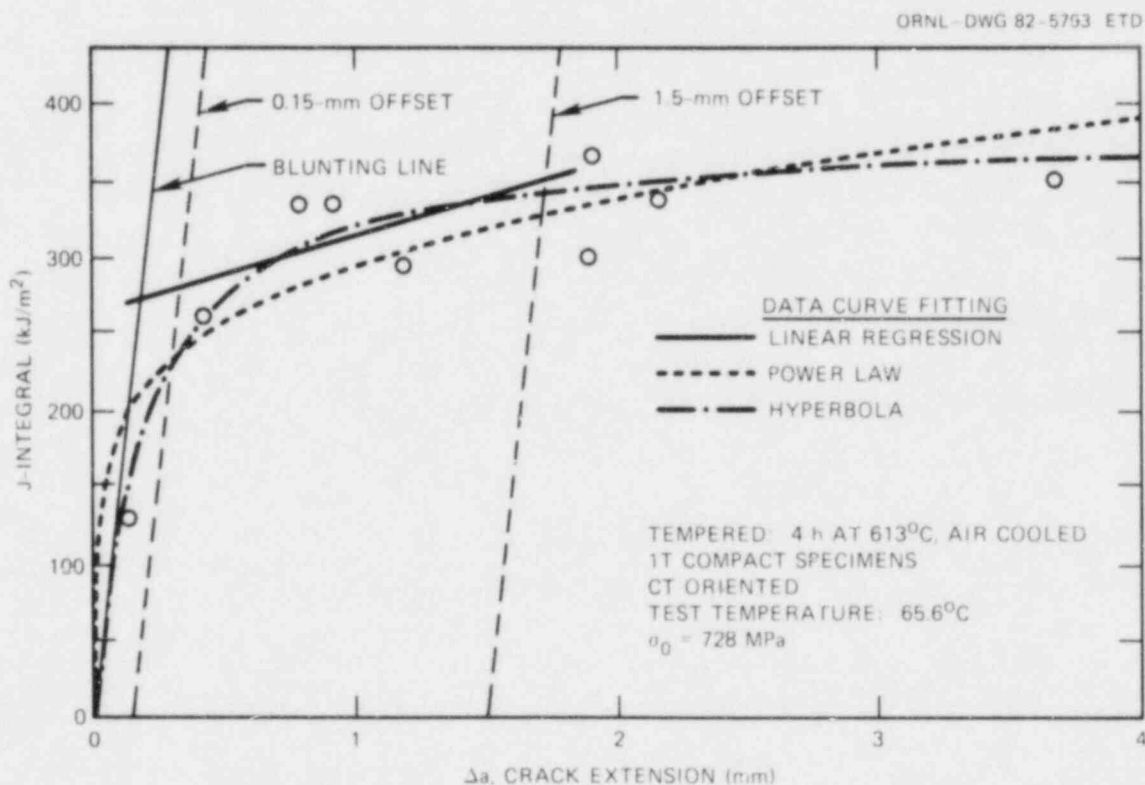 ORNL-DWG 82-5793 ETD
400
300
200
100
0
J-INTEGRAL (kJ/m²)
0.15-mm OFFSET
1.5-mm OFFSET
BLUNTING LINE
DATA CURVE FITTING
LINEAR REGRESSION
POWER LAW
HYPERBOLA
TEMPERED: 4 h AT 613°C, AIR COOLED
1T COMPACT SPECIMENS
CT ORIENTED
TEST TEMPERATURE: 65.6°C
σ₀ = 728 MPa
0 1 2 3 4
Δa, CRACK EXTENSION (mm)